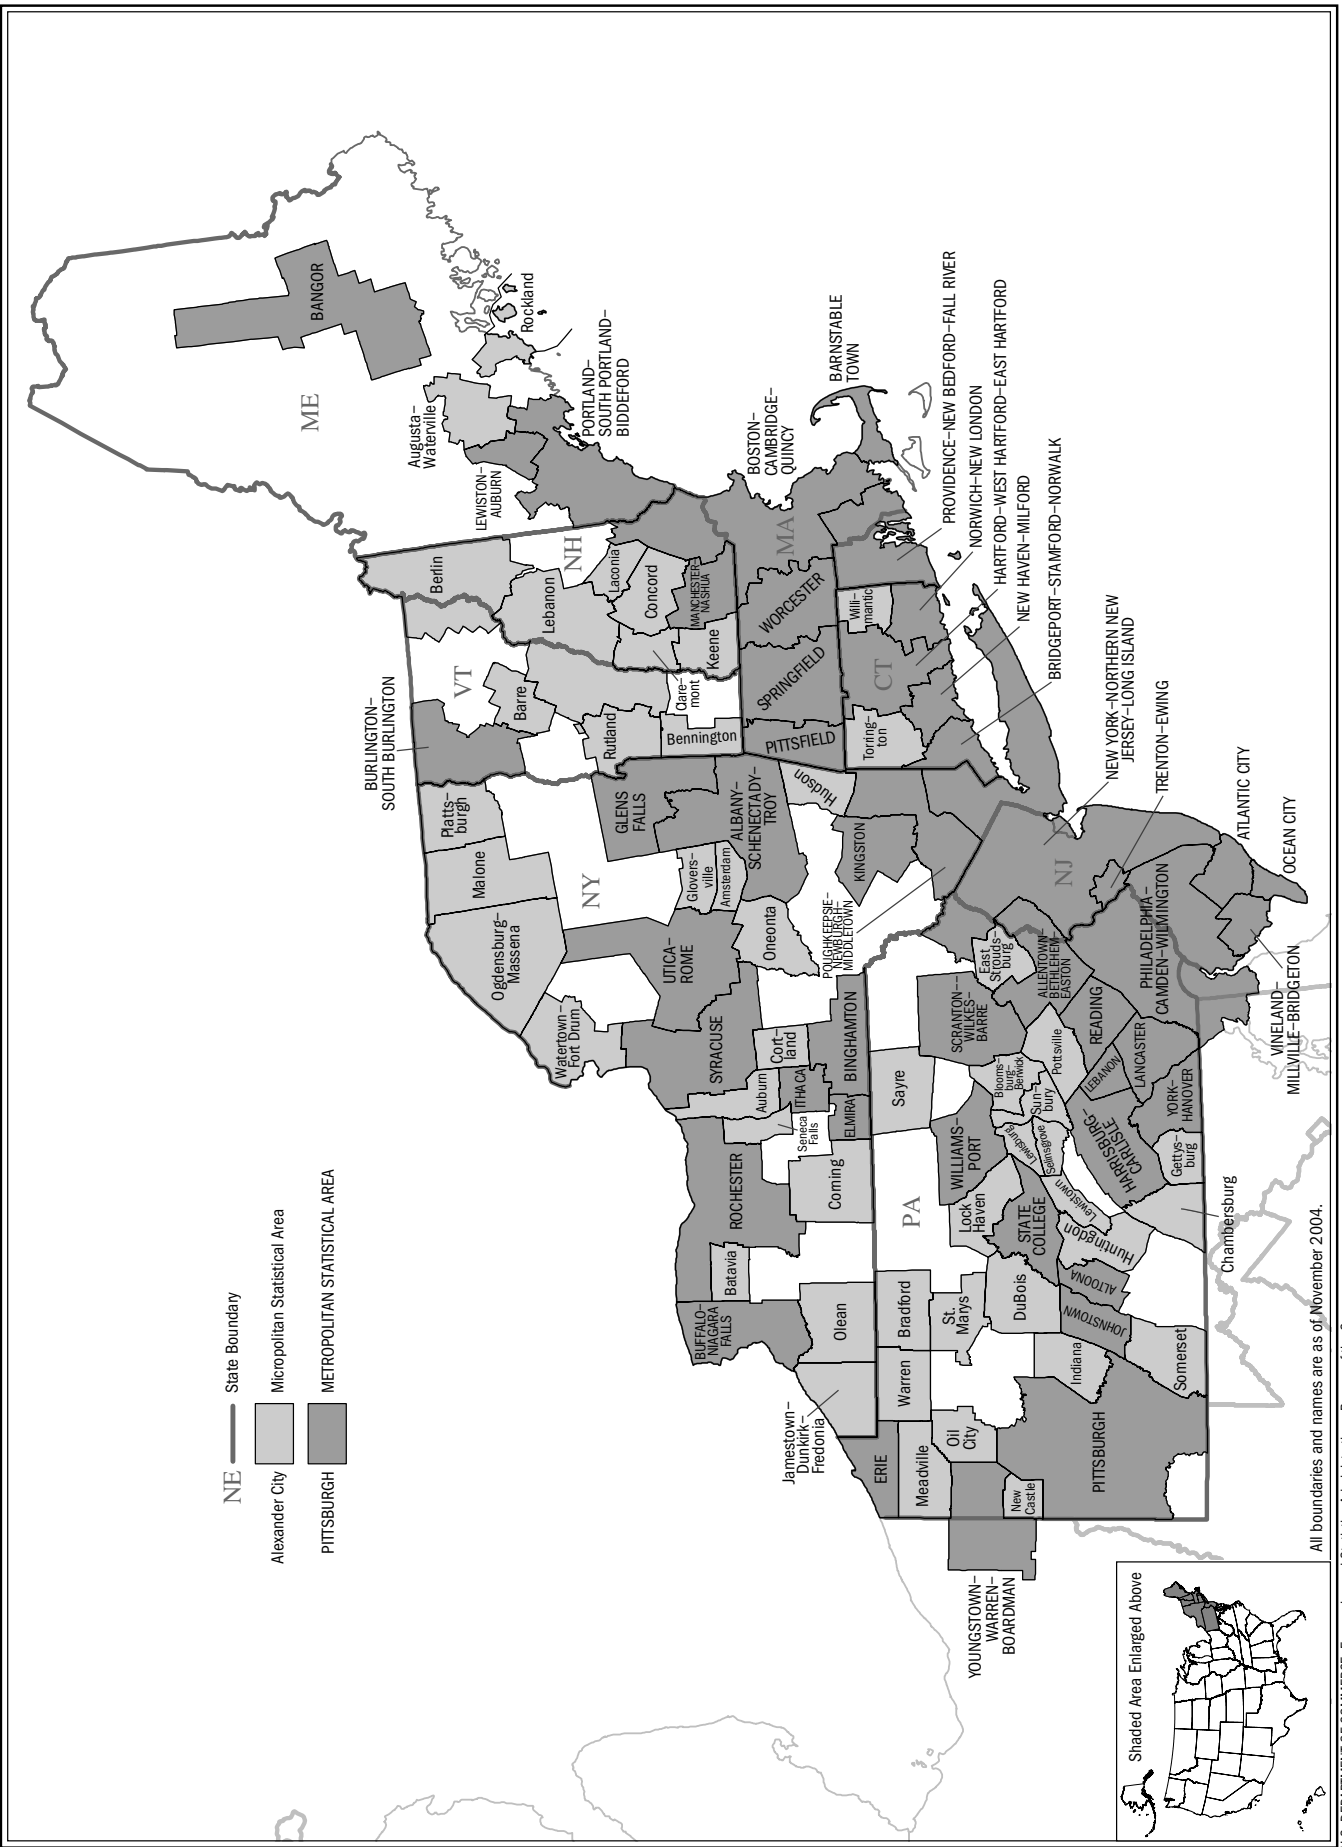 NE
State Boundary
Alexander City
Micropolitan Statistical Area
PITTSBURGH
METROPOLITAN STATISTICAL AREA
ME
BANGOR
Rockland
Augusta–
Waterville
LEWISTON–
AUBURN
PORTLAND–
SOUTH PORTLAND–
BIDDEFORD
NH
Berlin
Lebanon
Laconia
Concord
MANCHESTER–
NASHUA
Keene
Clare–
mont
VT
BURLINGTON–
SOUTH BURLINGTON
Barre
Rutland
Bennington
MA
BOSTON–
CAMBRIDGE–
QUINCY
BARNSTABLE
TOWN
WORCESTER
SPRINGFIELD
PITTSFIELD
PROVIDENCE–NEW BEDFORD–FALL RIVER
CT
Willi–
mantic
Torring–
ton
NORWICH–NEW LONDON
HARTFORD–WEST HARTFORD–EAST HARTFORD
NEW HAVEN–MILFORD
BRIDGEPORT–STAMFORD–NORWALK
NY
Platts–
burgh
Malone
Ogdensburg–
Massena
Watertown–
Fort Drum
GLENS
FALLS
ALBANY–
SCHENECTADY–
TROY
Hudson
Glovers–
ville
Amsterdam
UTICA–
ROME
Oneonta
KINGSTON
POUGHKEEPSIE–
NEWBURGH–
MIDDLETOWN
SYRACUSE
Cort–
land
BINGHAMTON
Auburn
ITHACA
ELMIRA
Seneca
Falls
ROCHESTER
Corning
Batavia
BUFFALO–
NIAGARA
FALLS
Olean
Jamestown–
Dunkirk–
Fredonia
NJ
NEW YORK–NORTHERN NEW
JERSEY–LONG ISLAND
TRENTON–EWING
ATLANTIC CITY
OCEAN CITY
VINELAND–
MILLVILLE–BRIDGETON
PHILADELPHIA–
CAMDEN–WILMINGTON
PA
East
Strouds–
burg
ALLENTOWN–
BETHLEHEM–
EASTON
SCRANTON–
WILKES–
BARRE
READING
LANCASTER
LEBANON
Pottsville
Blooms–
burg–
Berwick
Sun–
bury
Lewisburg
Selinsgrove
HARRISBURG–
CARLISLE
YORK–
HANOVER
Gettys–
burg
Chambersburg
Sayre
WILLIAMS–
PORT
Lock
Haven
STATE
COLLEGE
Lewistown
Huntingdon
ALTOONA
JOHNSTOWN
Somerset
DuBois
St.
Marys
Bradford
Warren
Indiana
PITTSBURGH
Oil
City
Meadville
ERIE
New
Castle
YOUNGSTOWN–
WARREN–
BOARDMAN
Shaded Area Enlarged Above
All boundaries and names are as of November 2004.